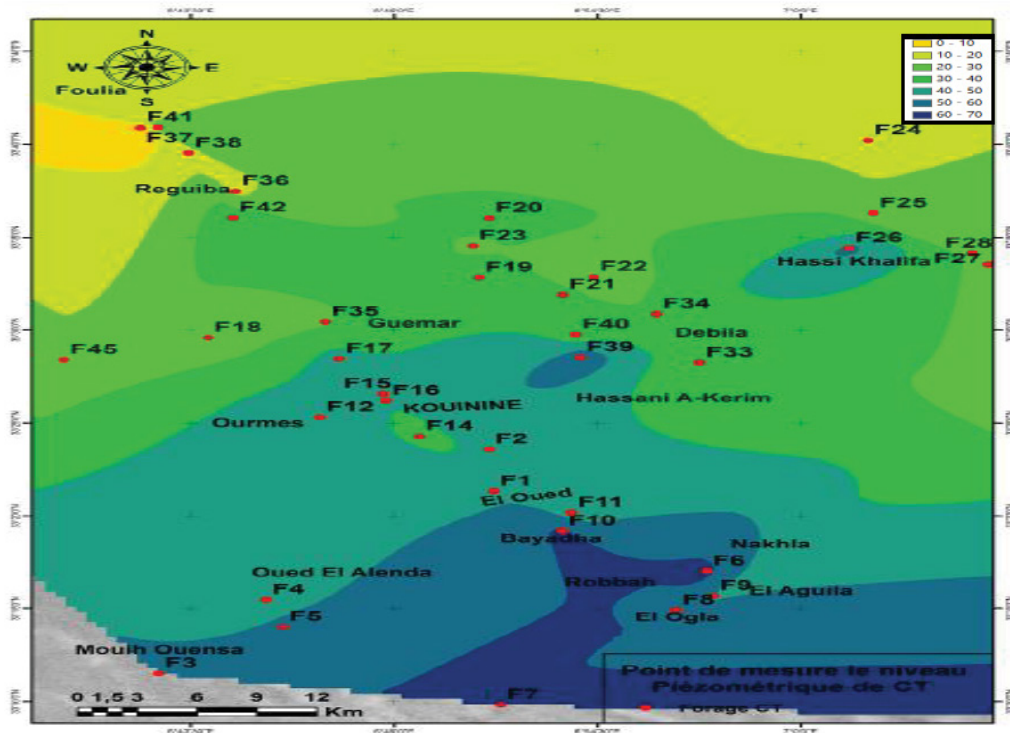 N
W E
S
Foulia
0 - 10
10 - 20
20 - 30
30 - 40
40 - 50
50 - 60
60 - 70
F41
F37
F38
F24
F36
Reguiba
F42
F20
F25
F23
F26
F28
Hassi Khalifa
F27
F19
F22
F21
F34
F35
Guemar
F40
Debila
F18
F45
F17
F39
F33
F15
F16
KOUININE
Hassani A-Kerim
F12
Ourmes
F14
F2
F1
El Oued
F11
F10
Bayadha
Nakhla
Oued El Alenda
Robbah
F6
F4
F9
El Aguila
F8
El Ogla
F5
Mouih Ouensa
F3
Point de mesure le niveau
Piézométrique de CT
F7
Forage CT
0 1,5 3 6 9 12
Km